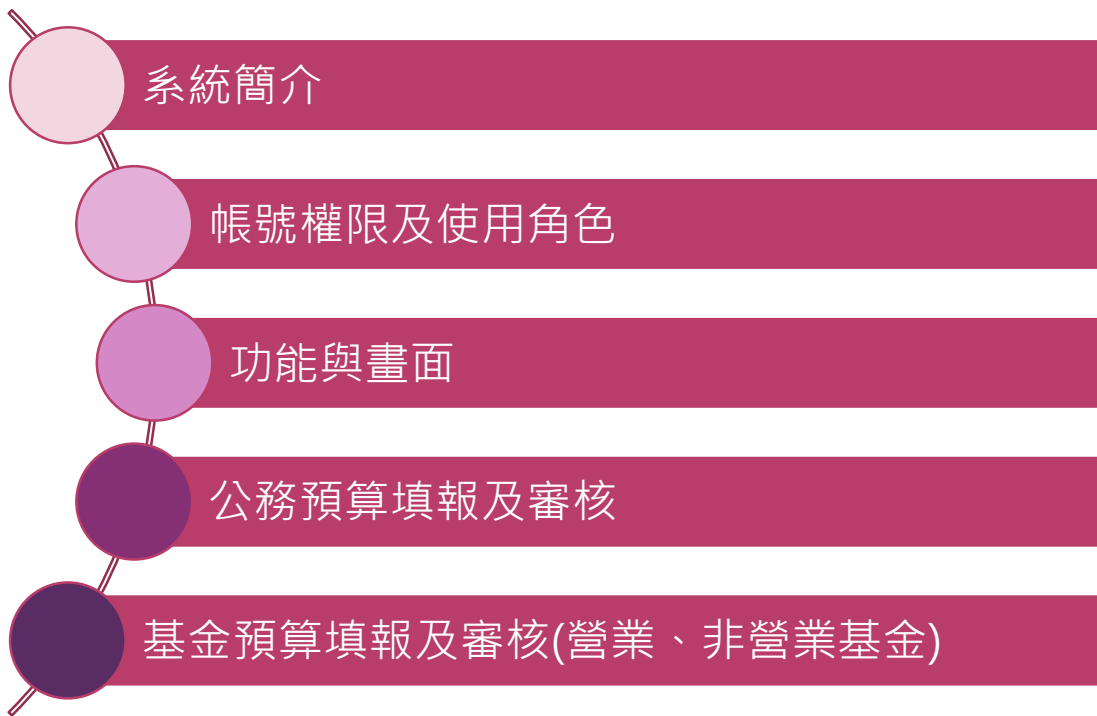 系統簡介
帳號權限及使用角色
功能與畫面
公務預算填報及審核
基金預算填報及審核(營業、非營業基金)